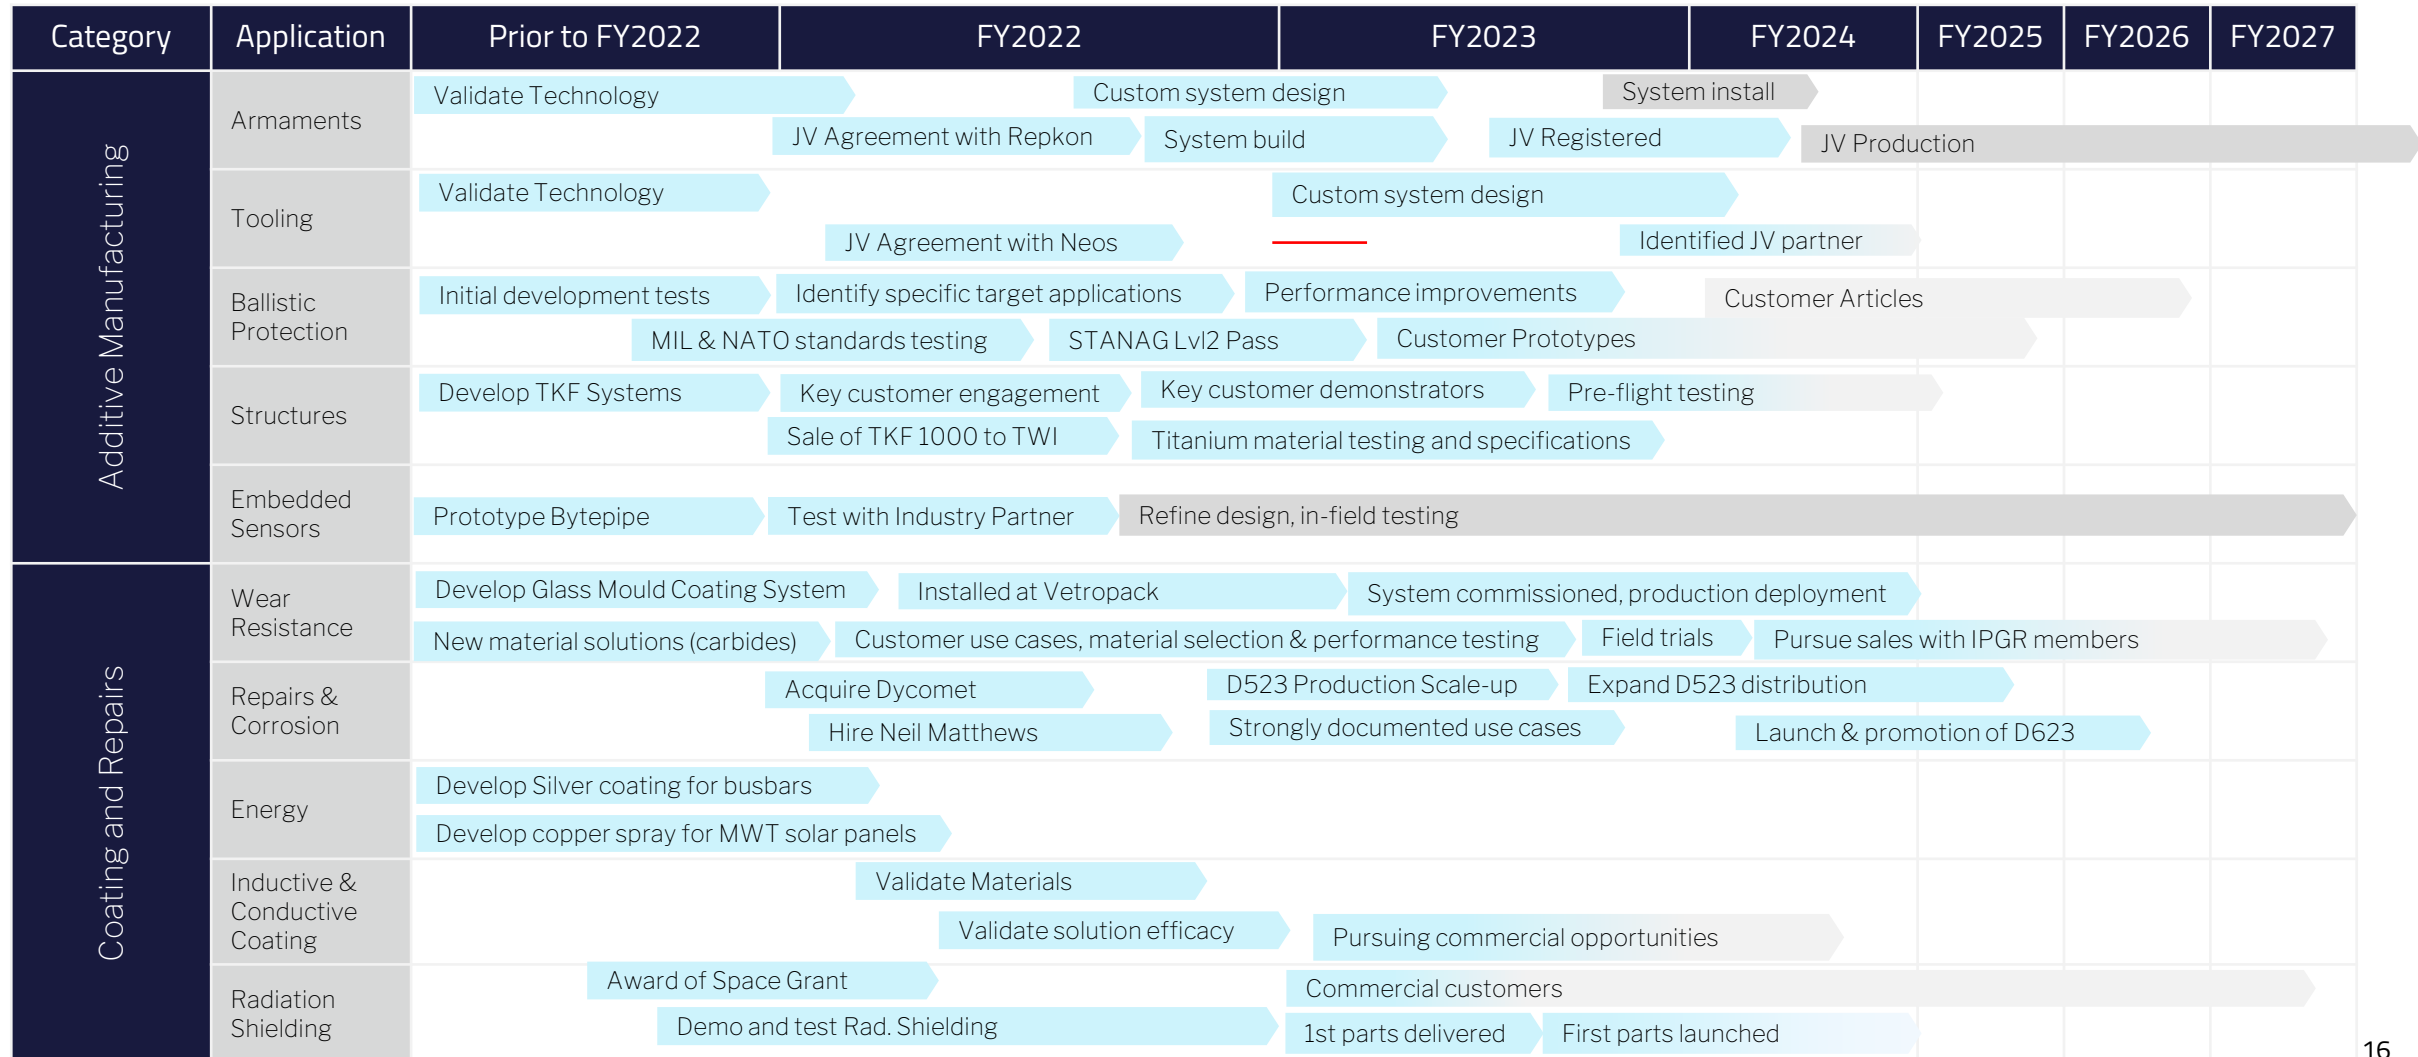 Category Application Prior to FY2022 FY2022 FY2023 FY2024 FY2025 FY2026 FY2027
Additive Manufacturing
Armaments
Validate Technology
Custom system design
System install
JV Agreement with Repkon
System build
JV Registered
JV Production
Tooling
Validate Technology
Custom system design
JV Agreement with Neos
Identified JV partner
Ballistic
Protection
Initial development tests
Identify specific target applications
Performance improvements
Customer Articles
MIL & NATO standards testing
STANAG Lvl2 Pass
Customer Prototypes
Structures
Develop TKF Systems
Key customer engagement
Key customer demonstrators
Pre-flight testing
Sale of TKF 1000 to TWI
Titanium material testing and specifications
Embedded
Sensors
Prototype Bytepipe
Test with Industry Partner
Refine design, in-field testing
Coating and Repairs
Wear
Resistance
Develop Glass Mould Coating System
Installed at Vetropack
System commissioned, production deployment
New material solutions (carbides)
Customer use cases, material selection & performance testing
Field trials
Pursue sales with IPGR members
Repairs &
Corrosion
Acquire Dycomet
D523 Production Scale-up
Expand D523 distribution
Hire Neil Matthews
Strongly documented use cases
Launch & promotion of D623
Energy
Develop Silver coating for busbars
Develop copper spray for MWT solar panels
Inductive &
Conductive
Coating
Validate Materials
Validate solution efficacy
Pursuing commercial opportunities
Radiation
Shielding
Award of Space Grant
Commercial customers
Demo and test Rad. Shielding
1st parts delivered
First parts launched
16